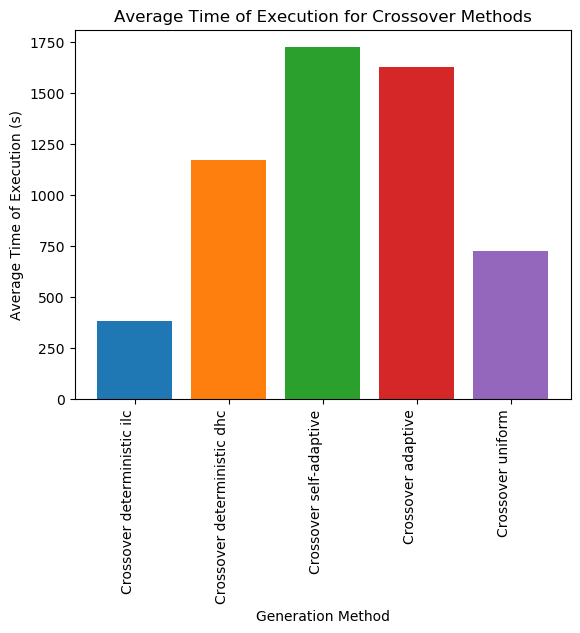 Average Time of Execution for Crossover Methods
Average Time of Execution (s)
1750
1500
1250
1000
750
500
250
0
Crossover deterministic ilc
Crossover deterministic dhc
Crossover self-adaptive
Crossover adaptive
Crossover uniform
Generation Method